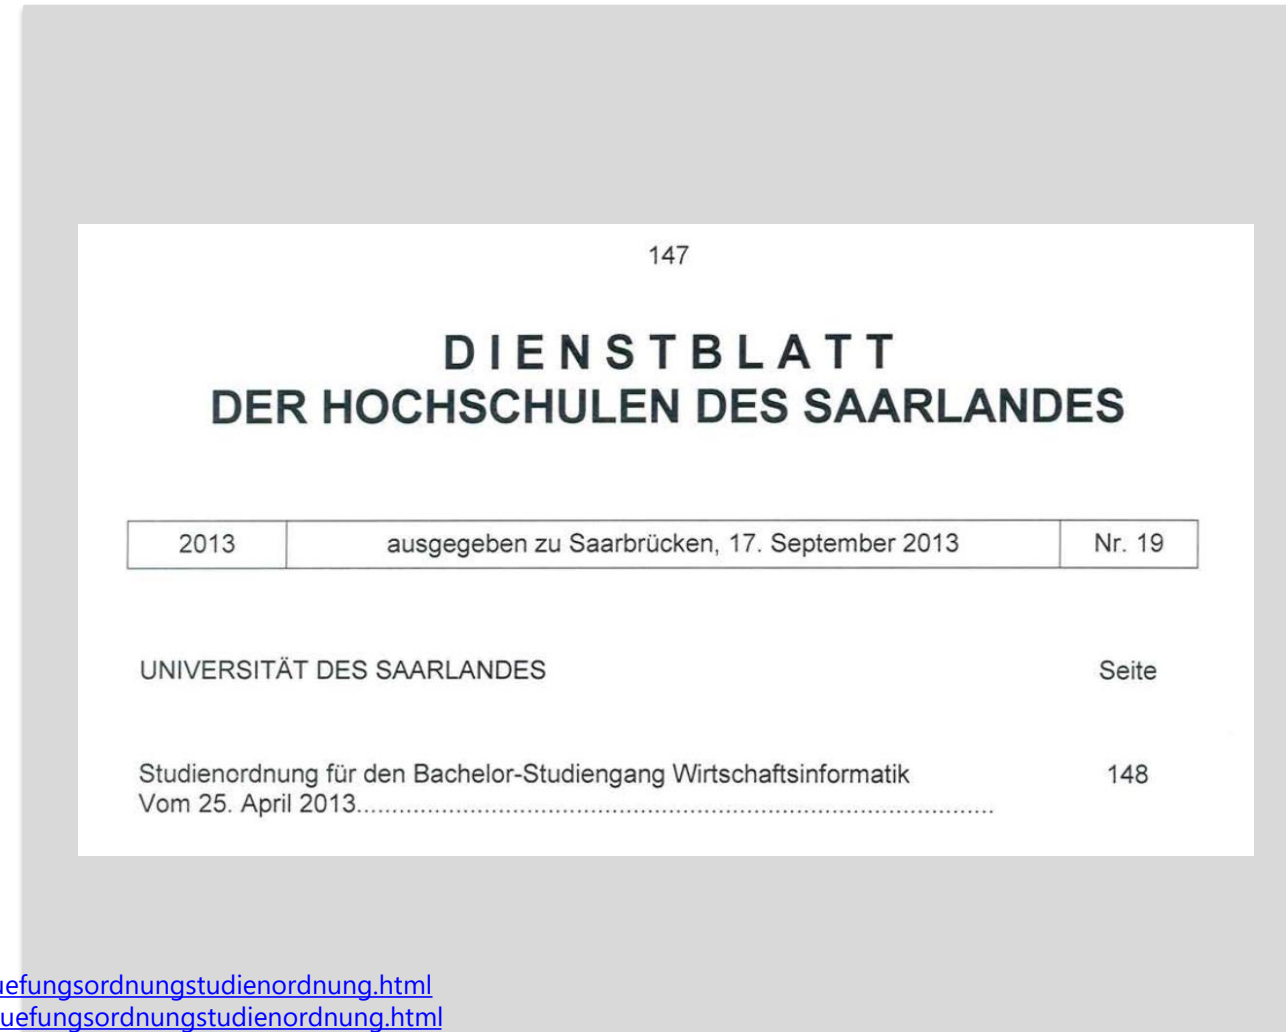 147
DIENSTBLATT
DER HOCHSCHULEN DES SAARLANDES
2013 ausgegeben zu Saarbrücken, 17. September 2013 Nr. 19
UNIVERSITÄT DES SAARLANDES Seite
Studienordnung für den Bachelor-Studiengang Wirtschaftsinformatik 148
Vom 25. April 2013...........................................................................................
uefungsordnungstudienordnung.html
uefungsordnungstudienordnung.html